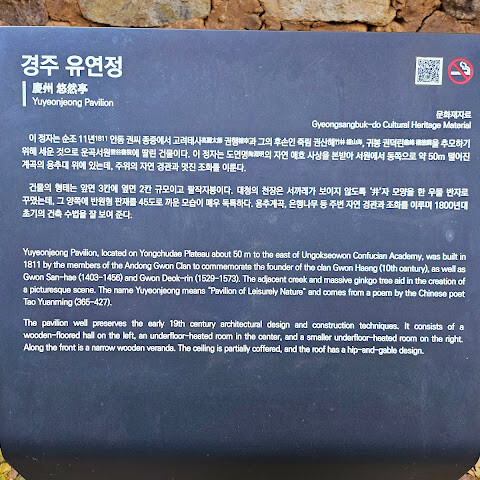 경주 유연정
慶州 悠然亭
Yuyeonjeong Pavilion
문화재자료
Gyeongsangbuk-do Cultural Heritage Material
이 정자는 순조 11년1811 안동 권씨 종중에서 고려태사 권행과 그의 후손인 죽림 권산해, 귀봉 권덕린을 추모하기
위해 세운 것으로 운곡서원에 딸린 건물이다. 이 정자는 도연명의 자연 애호 사상을 본받아 서원에서 동쪽으로 약 50m 떨어진
계곡의 용추대 위에 있는데, 주위의 자연 경관과 멋진 조화를 이룬다.
건물의 형태는 앞면 3칸에 옆면 2칸 규모이고 팔작지붕이다. 대청의 천장은 서까래가 보이지 않도록 '井'자 모양을 한 우물 반자로
꾸몄는데, 그 양쪽에 반원형 판재를 45도로 끼운 모습이 매우 독특하다. 용추계곡, 은행나무 등 주변 자연 경관과 조화를 이루며 1800년대
초기의 건축 수법을 잘 보여 준다.
Yuyeonjeong Pavilion, located on Yongchudae Plateau about 50 m to the east of Ungokseowon Confucian Academy, was built in
1811 by the members of the Andong Gwon Clan to commemorate the founder of the clan Gwon Haeng (10th century), as well as
Gwon San-hae (1403-1456) and Gwon Deok-rin (1529-1573). The adjacent creek and massive ginkgo tree aid in the creation of
a picturesque scene. The name Yuyeonjeong means "Pavilion of Leisurely Nature" and comes from a poem by the Chinese poet
Tao Yuanming (365-427).
The pavilion well preserves the early 19th century architectural design and construction techniques. It consists of a
wooden-floored hall on the left, an underfloor-heated room in the center, and a smaller underfloor-heated room on the right.
Along the front is a narrow wooden veranda. The ceiling is partially coffered, and the roof has a hip-and-gable design.